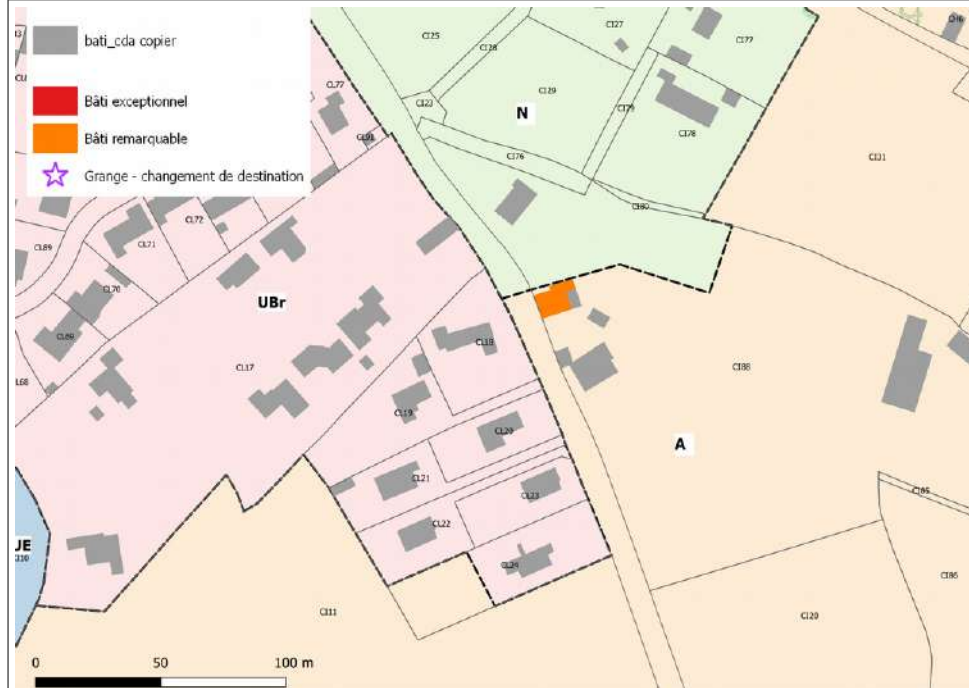 bati_cda copier
Bâti exceptionnel
Bâti remarquable
Grange - changement de destination
CI25
CI28
CI27
CI77
CL77
CI23
CI29
CI79
N
CI78
CL91
CI76
CI31
CI80
CL72
CL71
CL89
CL70
UBr
CL69
CL18
CL17
CI88
CL68
CL19
CL20
A
CL21
CL23
CI85
CL22
UE
CL24
CI86
CI11
CI20
0 50 100 m